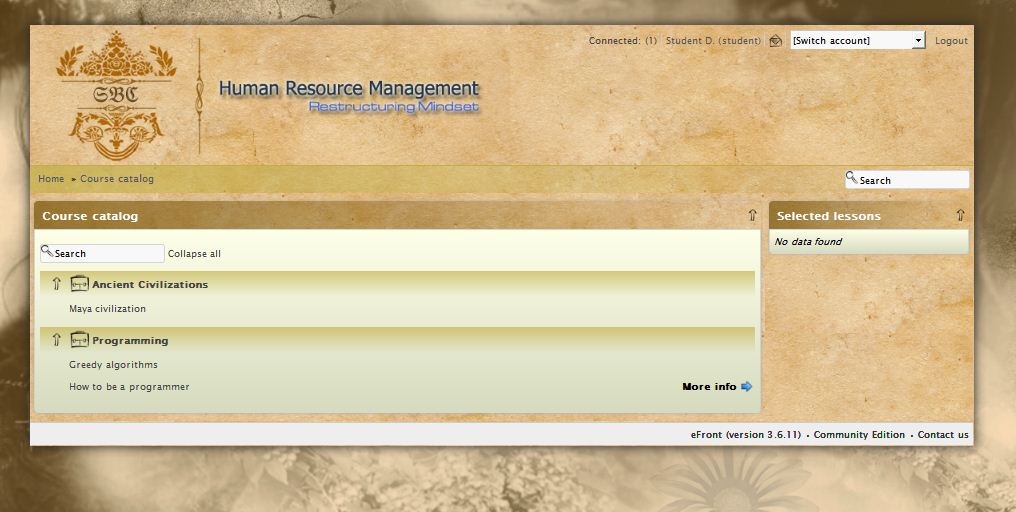 Connected: (1) Student D. (student) [Switch account] Logout
SBC
Human Resource Management
Restructuring Mindset
Home » Course catalog
Search
Course catalog
Search Collapse all
Ancient Civilizations
Maya civilization
Programming
Greedy algorithms
How to be a programmer More info
Selected lessons
No data found
eFront (version 3.6.11) • Community Edition • Contact us